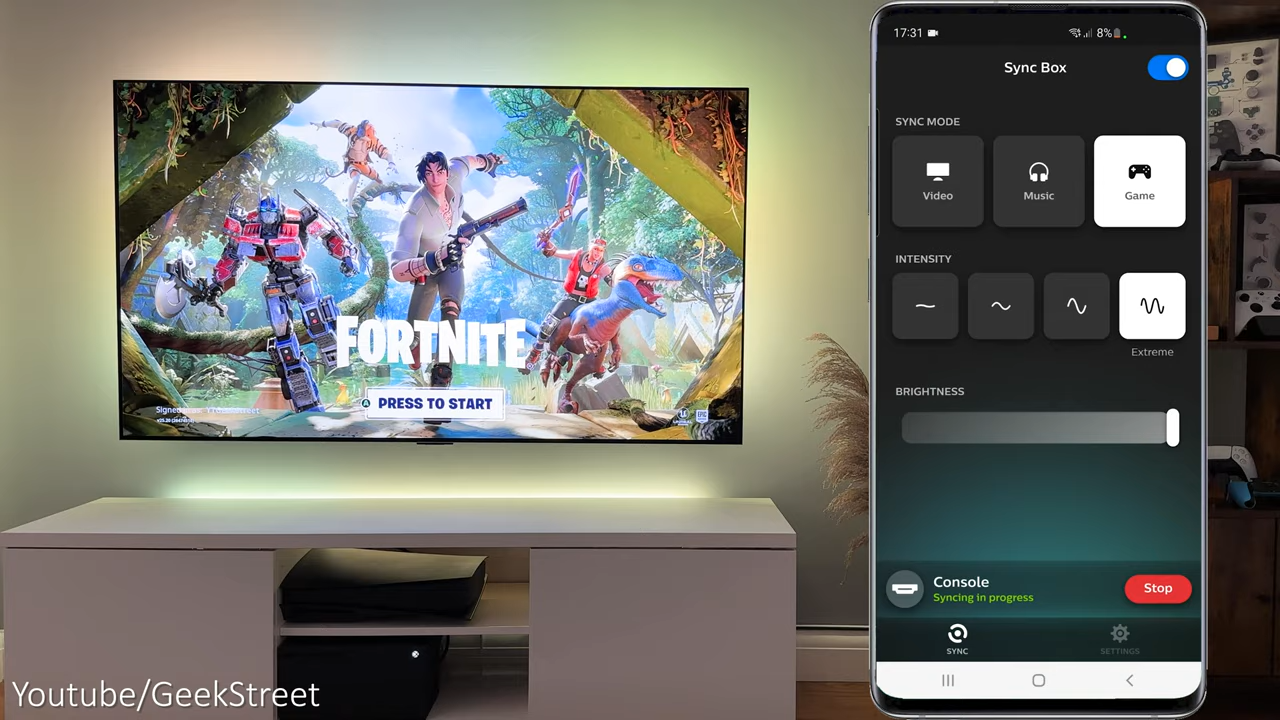 17:31
8%
Sync Box
SYNC MODE
Video
Music
Game
INTENSITY
Extreme
BRIGHTNESS
Console
Syncing in progress
Stop
SYNC
SETTINGS
FORTNITE
A PRESS TO START
EPIC
Youtube/GeekStreet